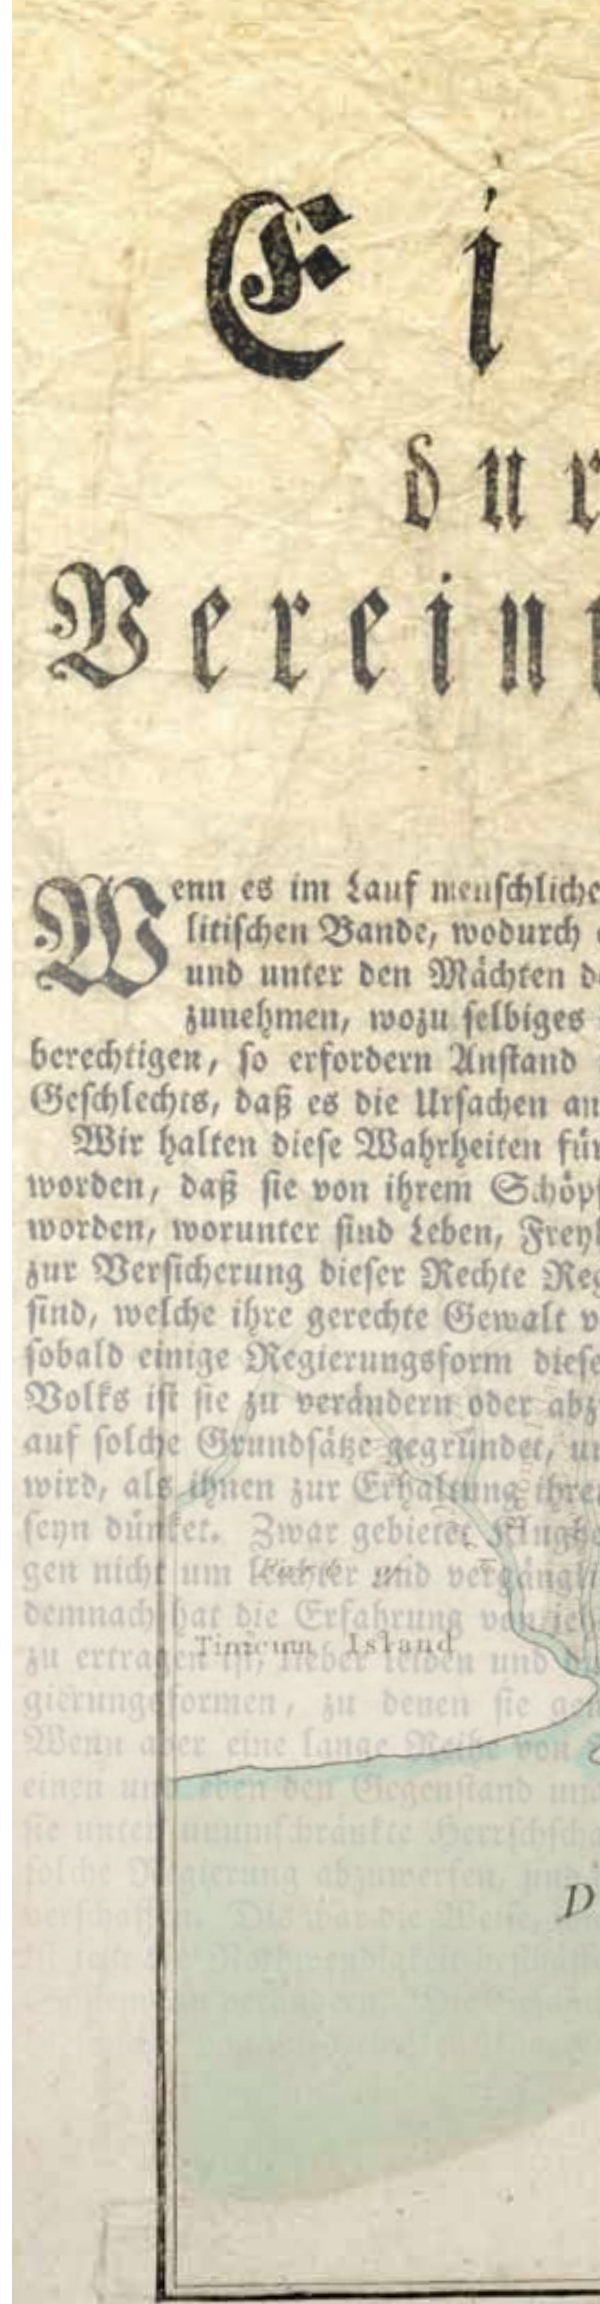 Ei
dur
Verein
Wenn es im Lauf menschliche
litischen Bande, wodurch
und unter den Mächten
zunehmen, wozu selbiges
berechtigen, so erfordern Anstand
Geschlechts, daß es die Ursachen an
Wir halten diese Wahrheiten für
worden, daß sie von ihrem Schöpf
worden, worunter sind Leben, Freyh
zur Versicherung dieser Rechte Reg
sind, welche ihre gerechte Gewalt v
sobald einige Regierungsform diese
Volks ist sie zu verändern oder abz
auf solche Grundsätze gegründet, un
wird, als ihnen zur Erhaltung ihre
seyn dünket. Zwar gebietet Klughe
gen nicht um leichter und vergängli
demnach hat die Erfahrung von je
Tinicum Island
zu ertragen ist, lieber leiden und
gierungsformen, zu denen sie
Wenn aber eine lange Reihe von
einen und eben den Gegenstand und
sie unter unumschränkte Herrschscha
D
solche Regierung abzuwerfen, und
verschaffen. Dis war die Weise,